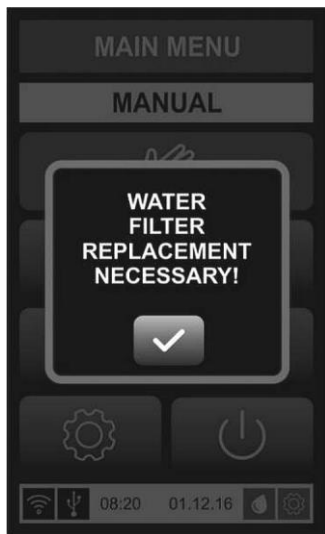 MAIN MENU
MANUAL
WATER
FILTER
REPLACEMENT
NECESSARY!
08:20 01.12.16